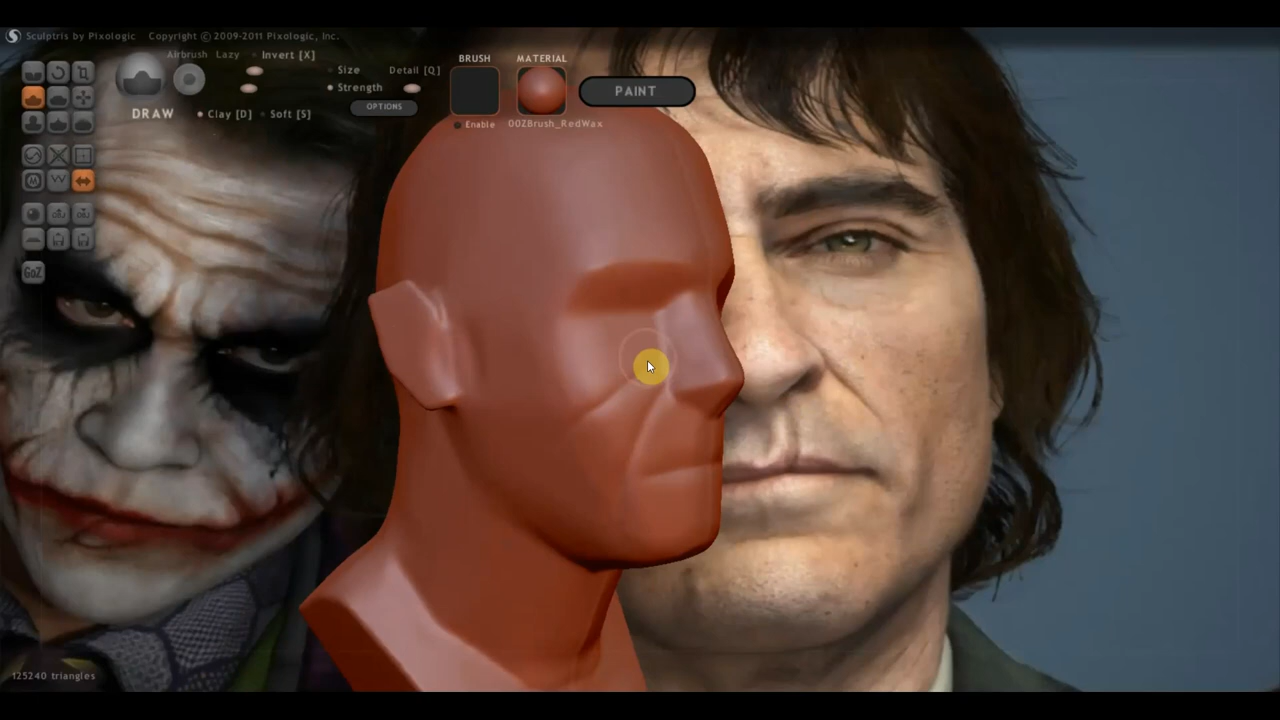 Sculptris by Pixologic Copyright © 2009-2011 Pixologic, Inc.
Airbrush Lazy Invert [X]
BRUSH MATERIAL
Size Detail [Q]
Strength
PAINT
OPTIONS
DRAW Clay [D] Soft [S]
Enable 00ZBrush_RedWax
GoZ
125240 triangles